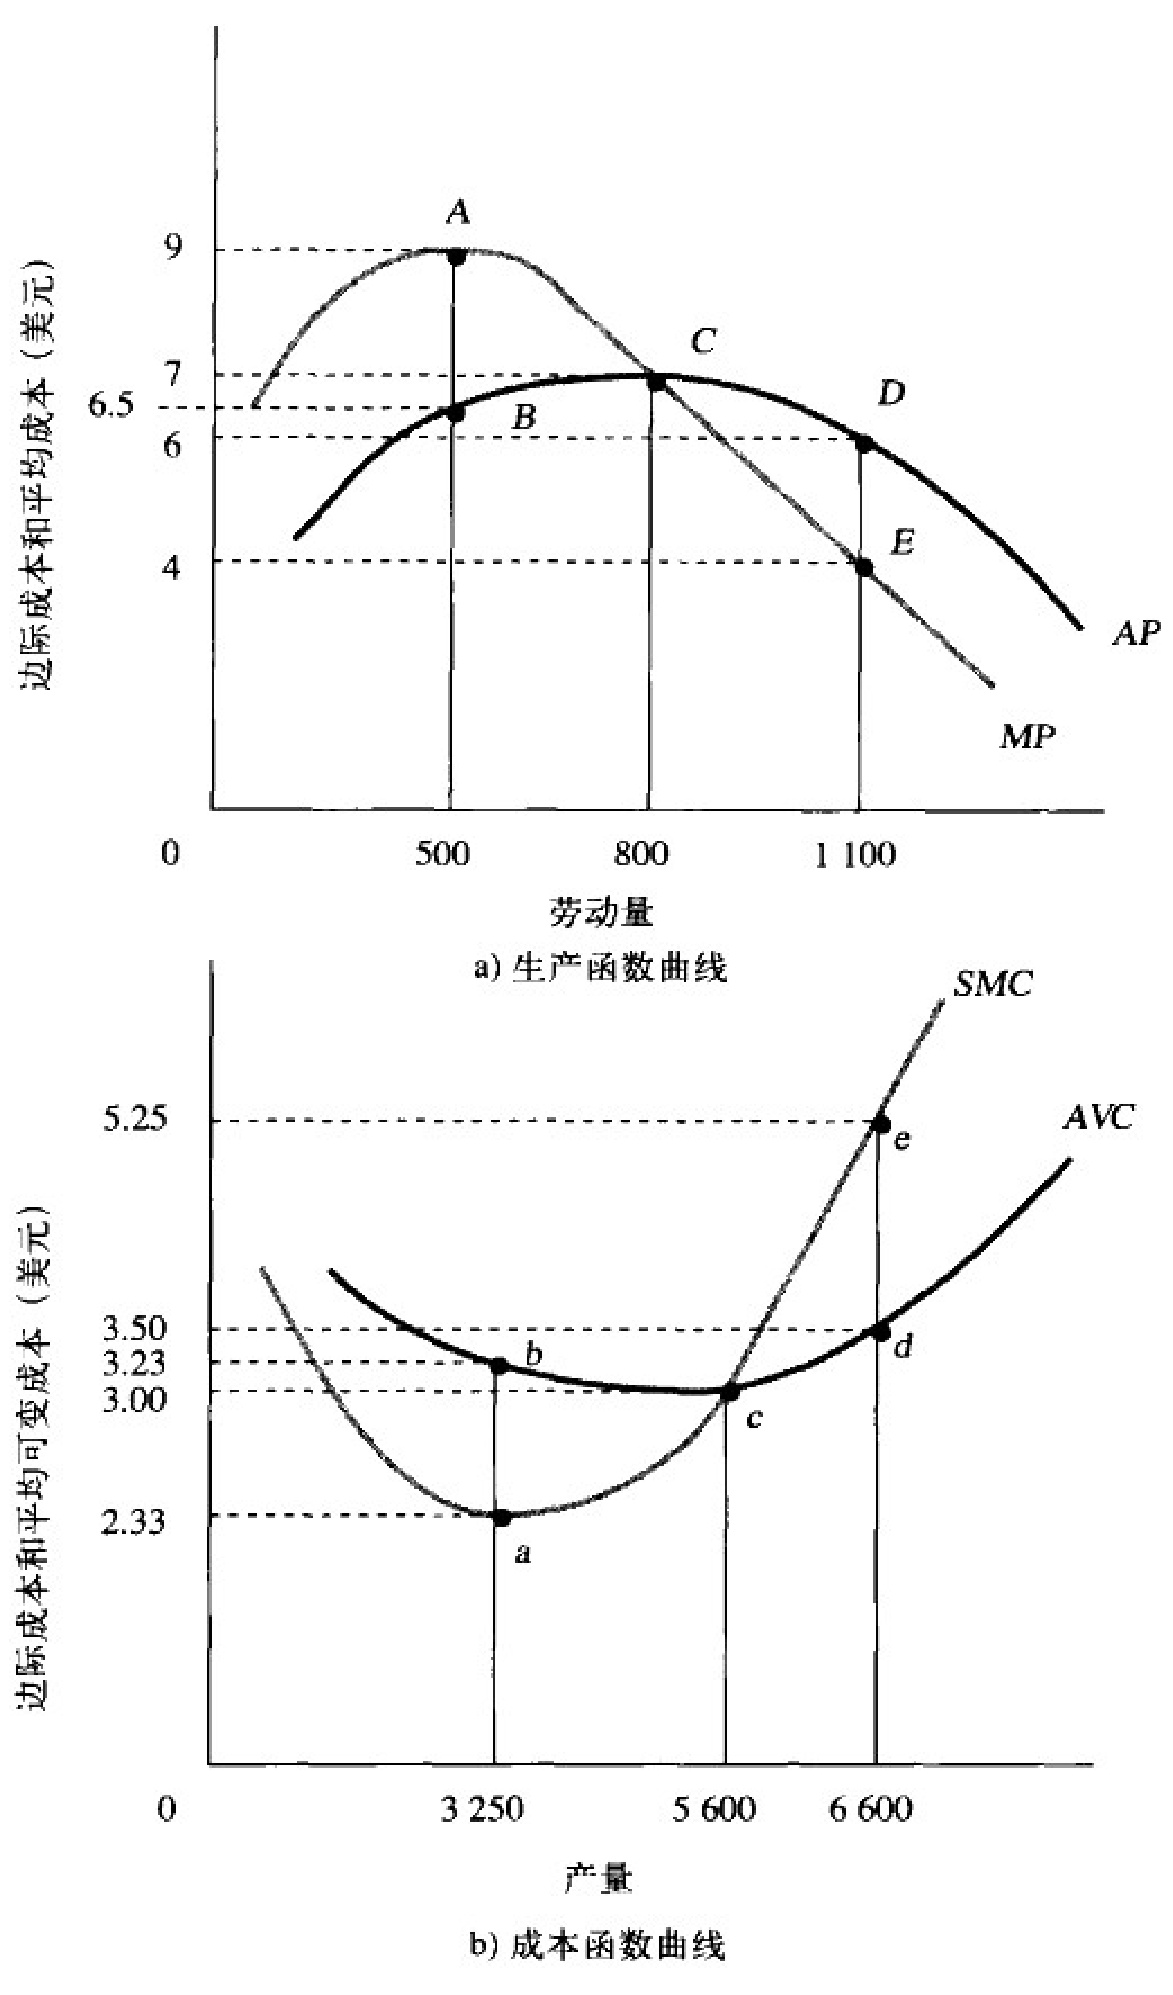 A
9
C
7
D
6.5
B
6
E
4
AP
MP
边际成本和平均成本（美元）
0
500
800
1 100
劳动量
a) 生产函数曲线
SMC
5.25
AVC
e
3.50
d
3.23
b
3.00
c
2.33
a
边际成本和平均可变成本（美元）
0
3 250
5 600
6 600
产量
b) 成本函数曲线